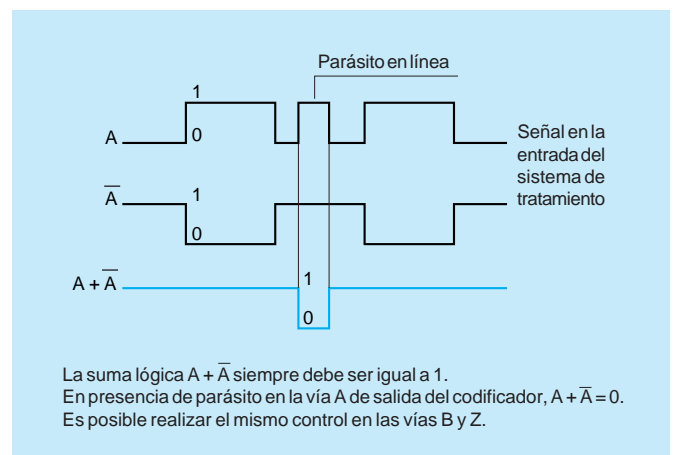 Parásito en línea
1
A
0
Señal en la
entrada del
sistema de
tratamiento
A̅
1
0
A + A̅
1
0
La suma lógica A + A̅ siempre debe ser igual a 1.
En presencia de parásito en la vía A de salida del codificador, A + A̅ = 0.
Es posible realizar el mismo control en las vías B y Z.